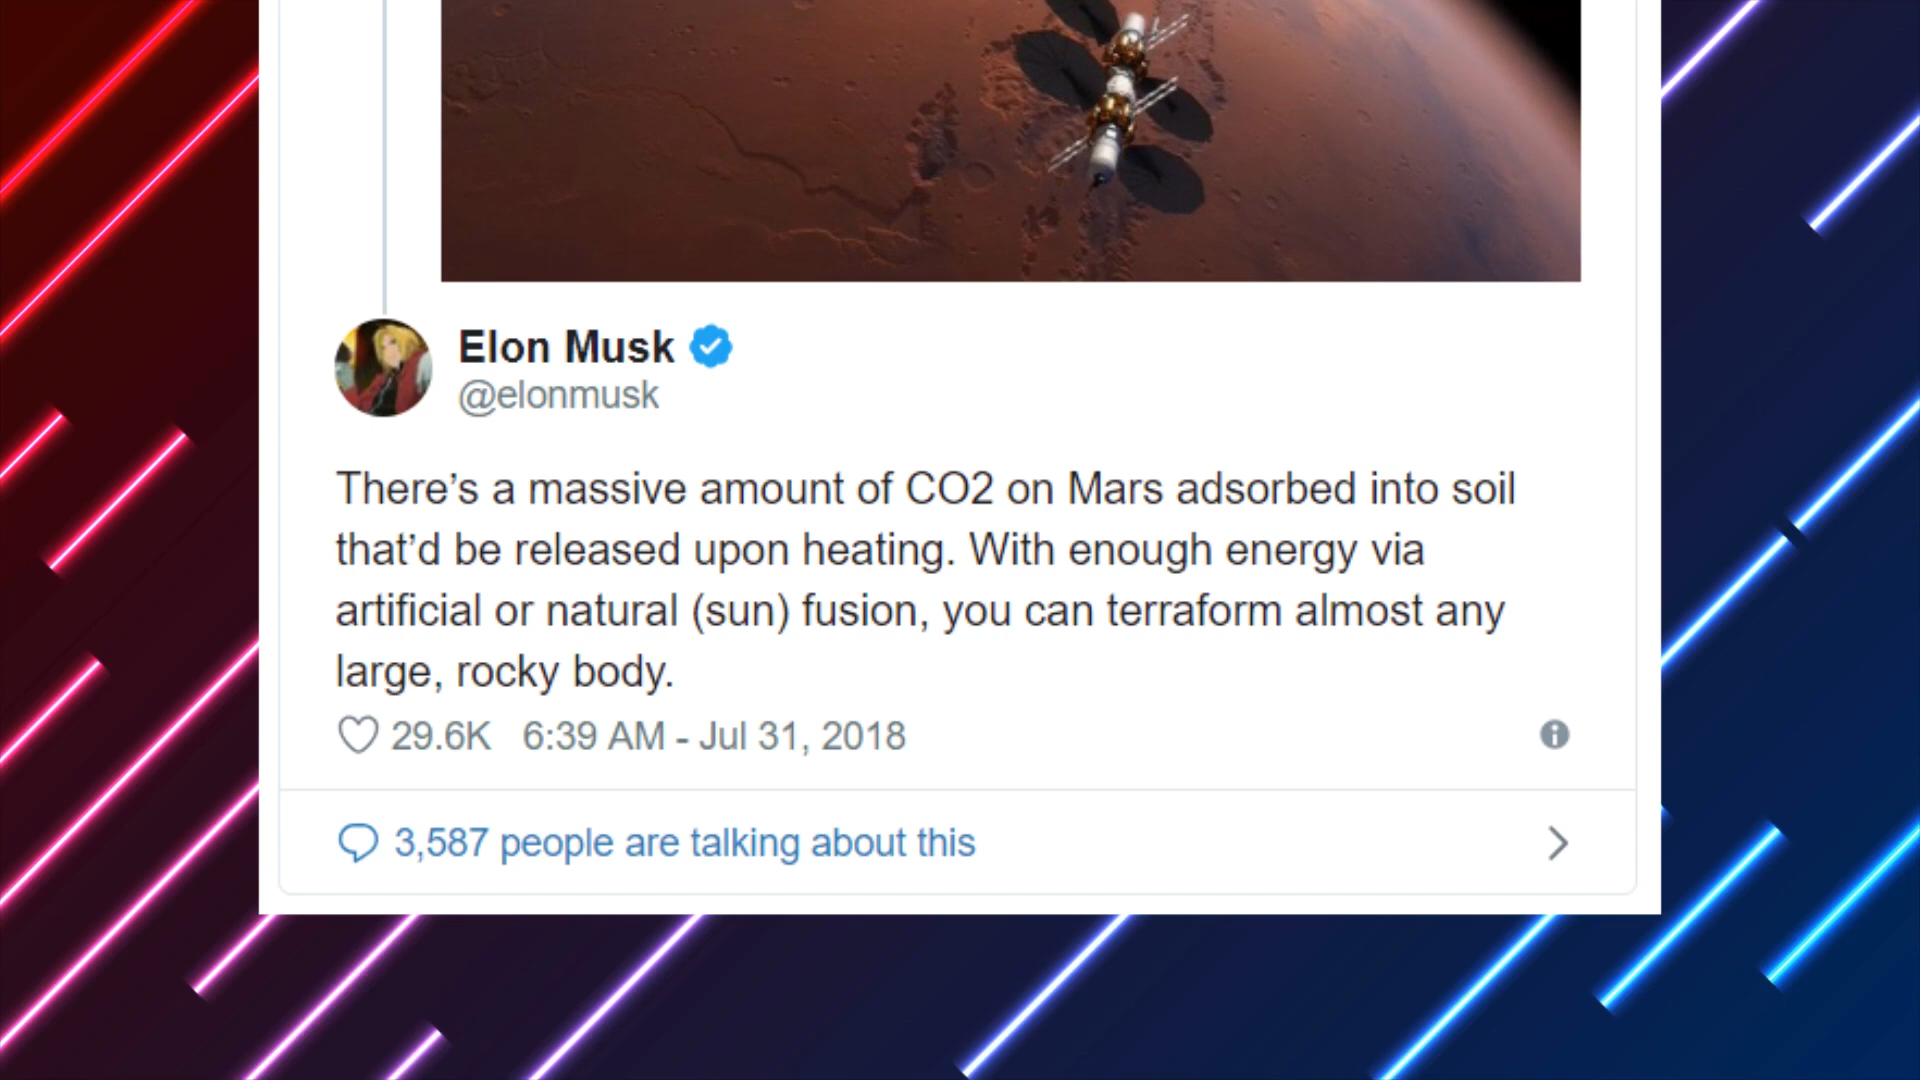 Elon Musk
@elonmusk
There’s a massive amount of CO2 on Mars adsorbed into soil
that’d be released upon heating. With enough energy via
artificial or natural (sun) fusion, you can terraform almost any
large, rocky body.
29.6K 6:39 AM - Jul 31, 2018
3,587 people are talking about this